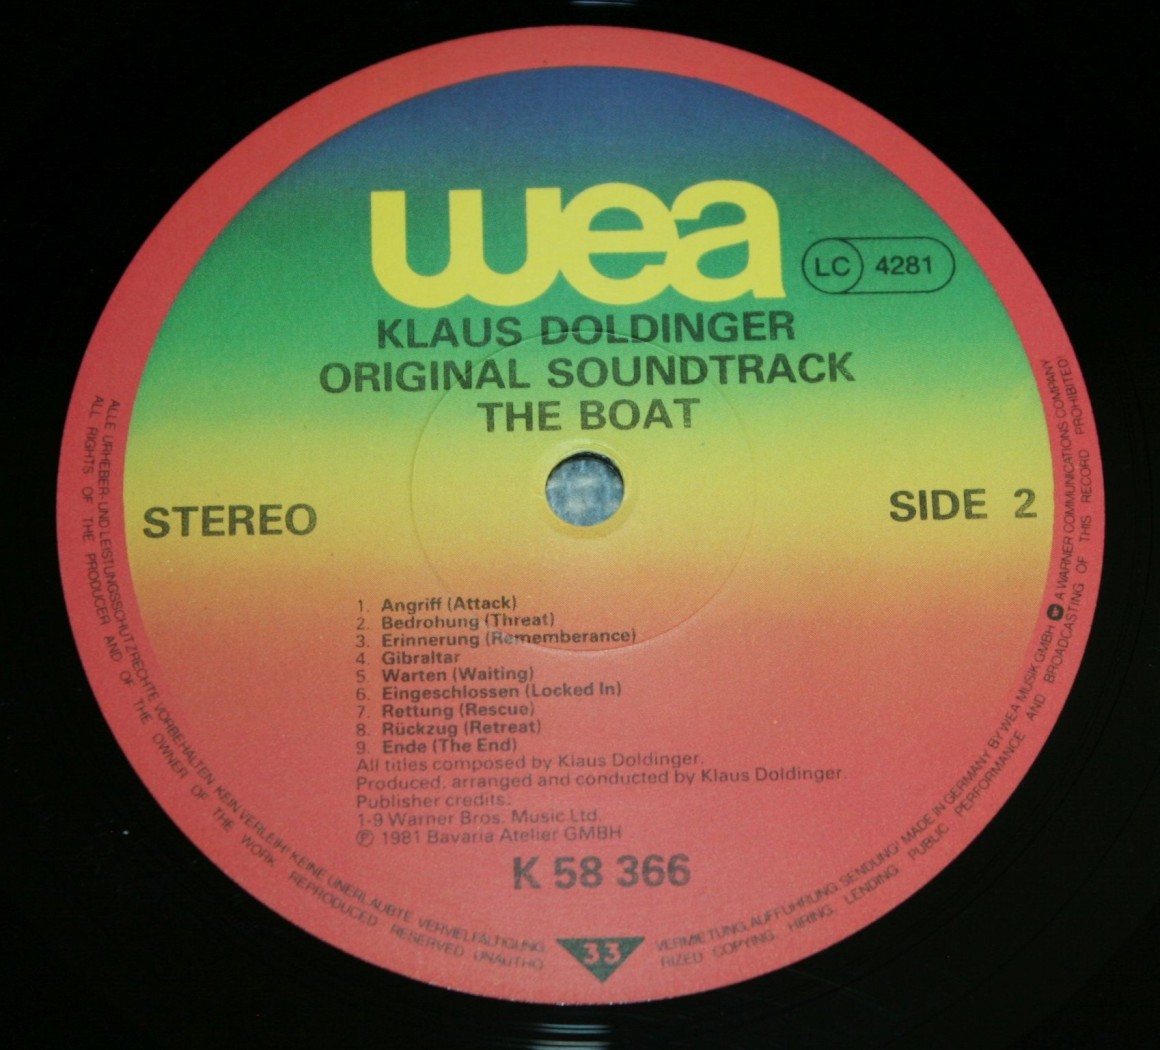 wea
LC 4281
KLAUS DOLDINGER
ORIGINAL SOUNDTRACK
THE BOAT
STEREO
SIDE 2
1. Angriff (Attack)
2. Bedrohung (Threat)
3. Erinnerung (Rememberance)
4. Gibraltar
5. Warten (Waiting)
6. Eingeschlossen (Locked In)
7. Rettung (Rescue)
8. Rückzug (Retreat)
9. Ende (The End)
All titles composed by Klaus Doldinger.
Produced, arranged and conducted by Klaus Doldinger.
Publisher credits:
1-9 Warner Bros. Music Ltd.
℗ 1981 Bavaria Atelier GMBH
K 58 366
33
ALLE URHEBER- UND LEISTUNGSSCHUTZRECHTE VORBEHALTEN KEIN VERLEIH! KEINE UNERLAUBTE VERVIELFÄLTIGUNG, VERMIETUNG, AUFFÜHRUNG, SENDUNG! MADE IN GERMANY BY WEA MUSIK GMBH A WARNER COMMUNICATIONS COMPANY
ALL RIGHTS OF THE PRODUCER AND OF THE OWNER OF THE WORK REPRODUCED RESERVED UNAUTHORIZED COPYING, HIRING, LENDING, PUBLIC PERFORMANCE AND BROADCASTING OF THIS RECORD PROHIBITED